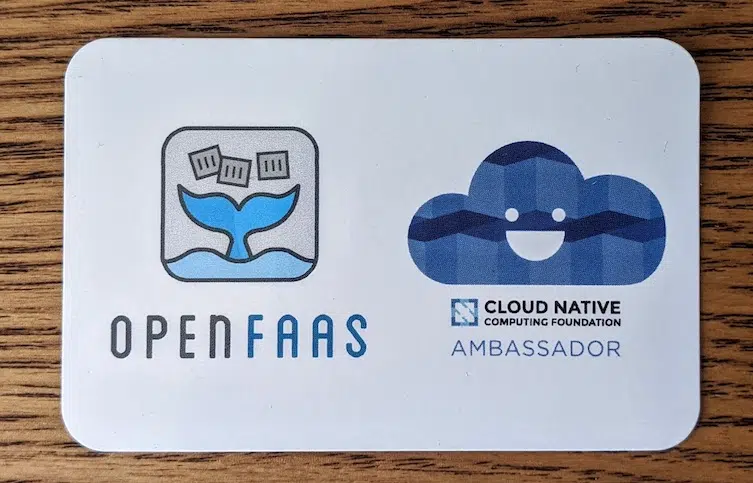 OPENFAAS
CLOUD NATIVE
COMPUTING FOUNDATION
AMBASSADOR